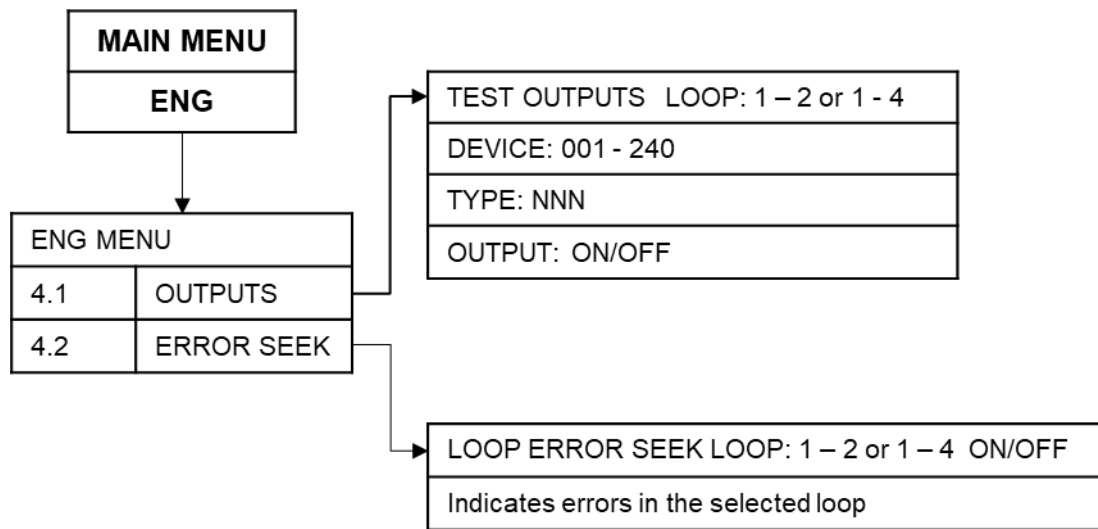 MAIN MENU
ENG
ENG MENU
4.1 OUTPUTS
4.2 ERROR SEEK
TEST OUTPUTS LOOP: 1 – 2 or 1 - 4
DEVICE: 001 - 240
TYPE: NNN
OUTPUT: ON/OFF
LOOP ERROR SEEK LOOP: 1 – 2 or 1 – 4 ON/OFF
Indicates errors in the selected loop